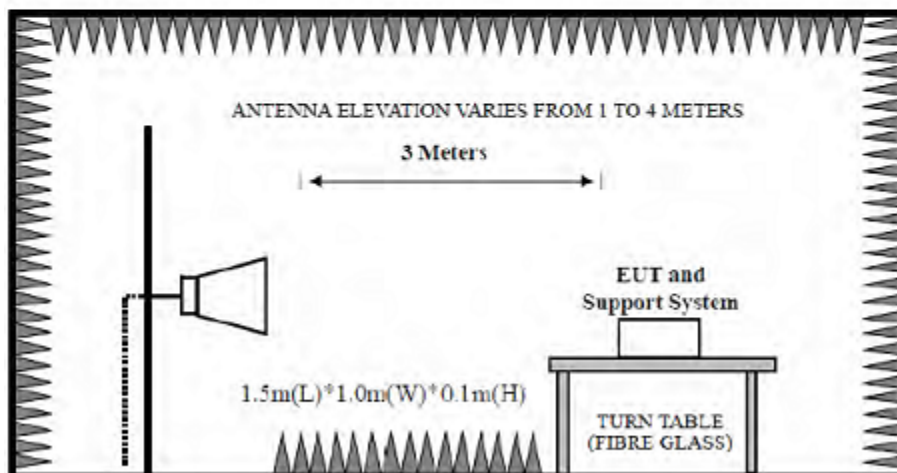 ANTENNA ELEVATION VARIES FROM 1 TO 4 METERS
3 Meters
EUT and
Support System
1.5m(L)*1.0m(W)*0.1m(H)
TURN TABLE
(FIBRE GLASS)